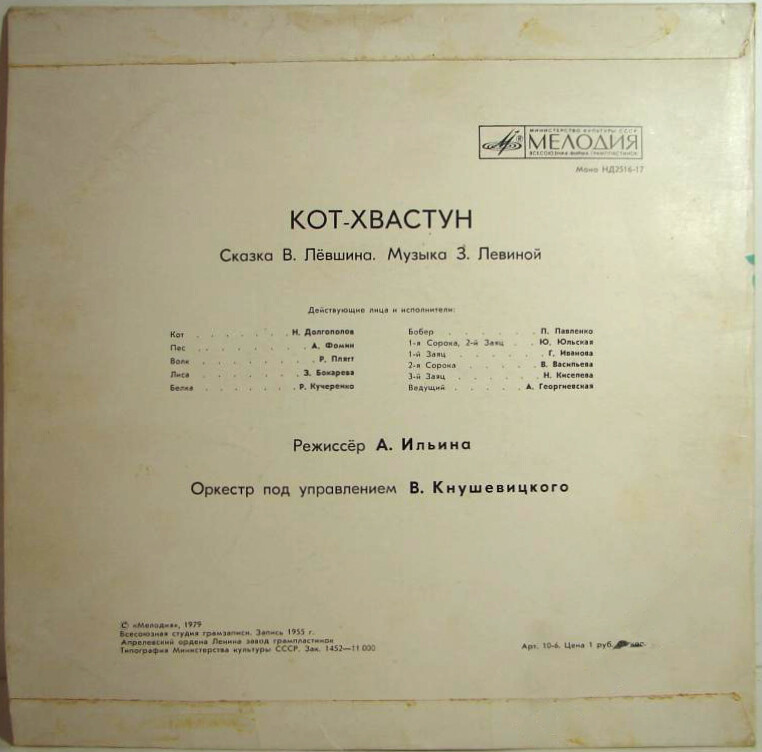 МИНИСТЕРСТВО КУЛЬТУРЫ СССР
МЕЛОДИЯ
ВСЕСОЮЗНАЯ ФИРМА ГРАМПЛАСТИНОК
Моно НД2516-17
КОТ-ХВАСТУН
Сказка В. Лёвшина. Музыка З. Левиной
Действующие лица и исполнители:
Кот . . . . . . . Н. Долгополов
Пес . . . . . . . А. Фомин
Волк . . . . . . . Р. Плятт
Лиса . . . . . . . З. Бокарева
Белка . . . . . . . Р. Кучеренко
Бобер . . . . . . . П. Павленко
1-я Сорока, 2-й Заяц . . Ю. Юльская
1-й Заяц . . . . . . Г. Иванова
2-я Сорока . . . . . В. Васильева
3-й Заяц . . . . . . Н. Киселева
Ведущий . . . . . . А. Георгиевская
Режиссёр А. Ильина
Оркестр под управлением В. Кнушевицкого
© «Мелодия», 1979
Всесоюзная студия грамзаписи. Запись 1955 г.
Апрелевский ордена Ленина завод грампластинок
Типография Министерства культуры СССР. Зак. 1452—11 000
Арт. 10-6. Цена 1 руб.